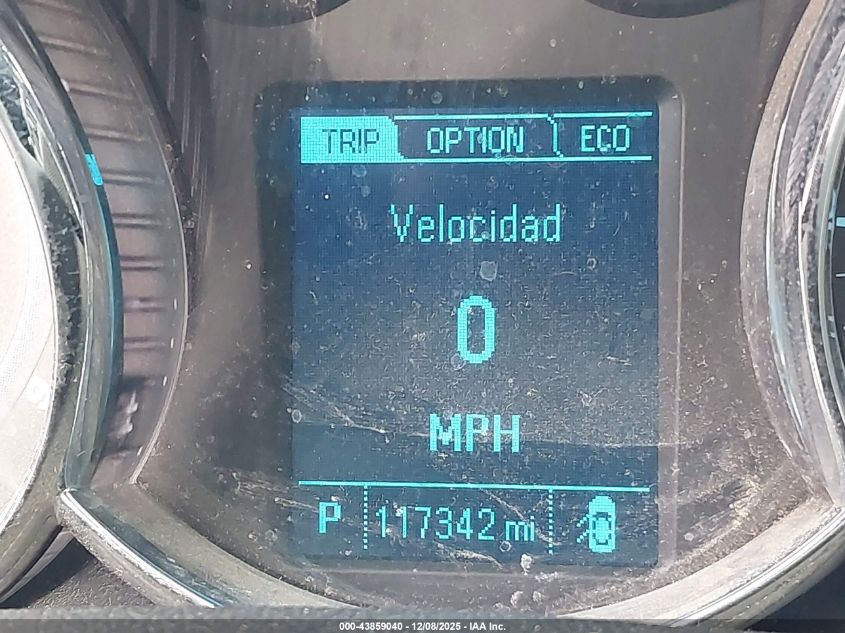 TRIP OPTION ECO
Velocidad
0
MPH
P 117342 mi
000-43859040 - 12/08/2025 - IAA Inc.